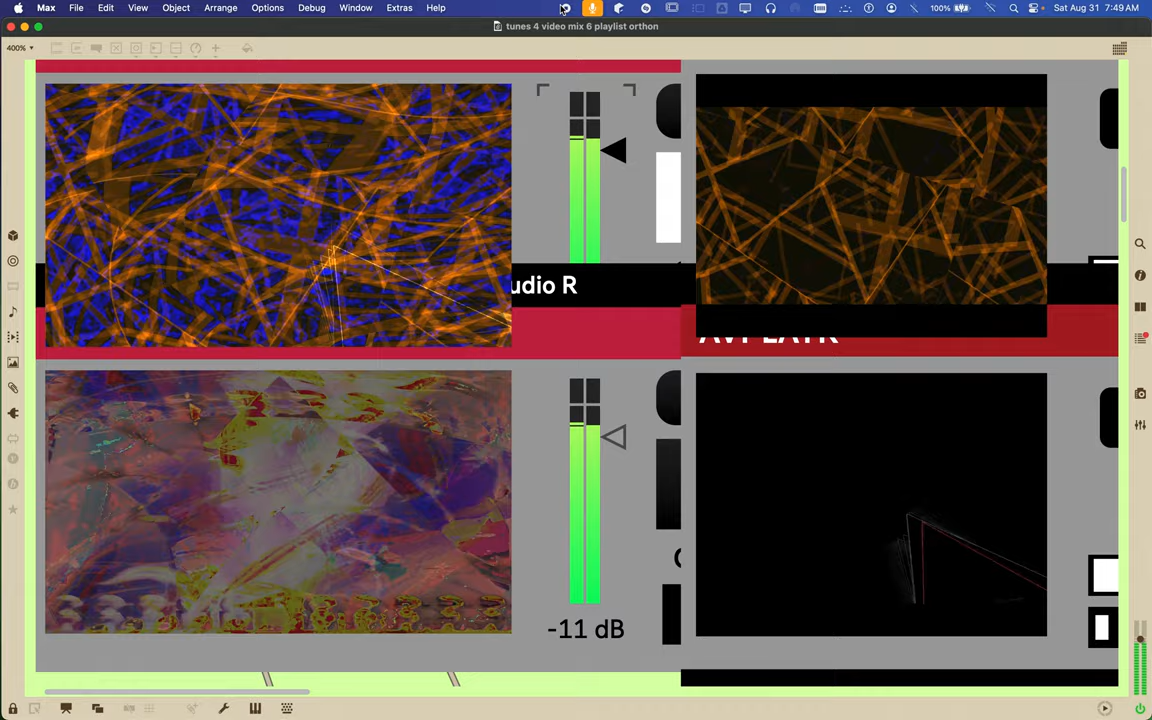 Max File Edit View Object Arrange Options Debug Window Extras Help
100% Sat Aug 31 7:49 AM
tunes 4 video mix 6 playlist orthon
400%
udio R
-11 dB